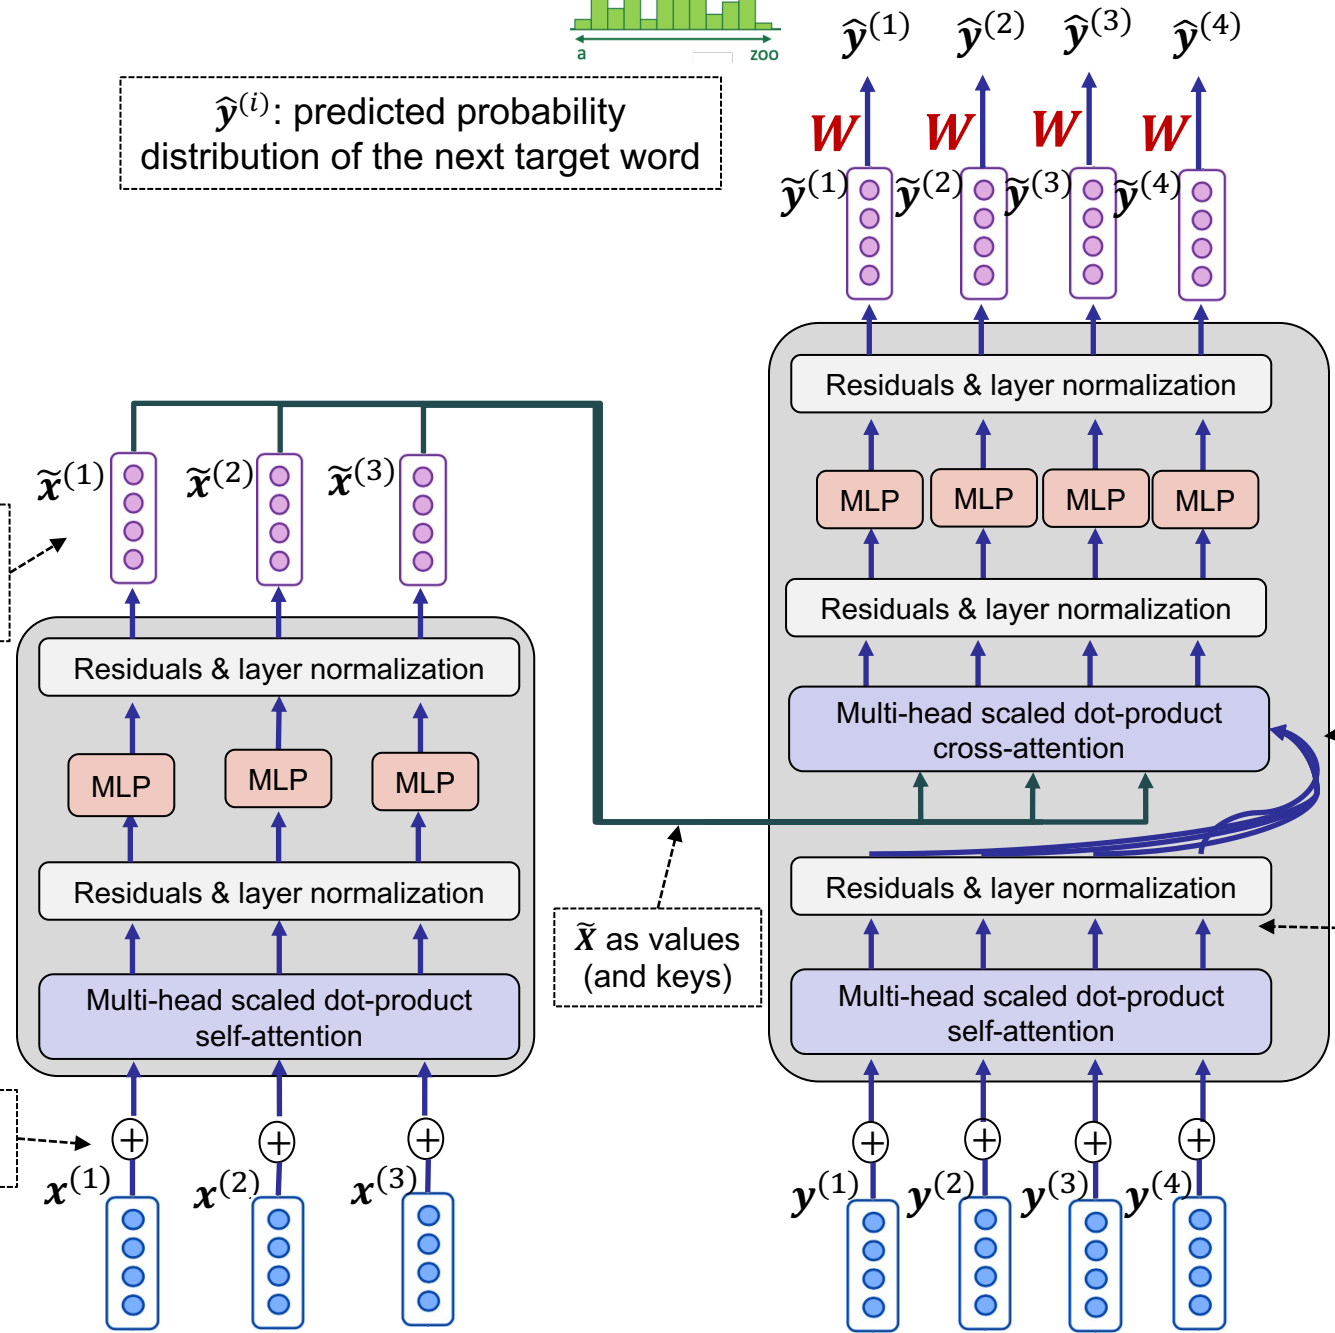 a zoo
ŷ⁽ⁱ⁾: predicted probability
distribution of the next target word
ŷ⁽¹⁾ ŷ⁽²⁾ ŷ⁽³⁾ ŷ⁽⁴⁾
W W W W
ỹ⁽¹⁾ ỹ⁽²⁾ ỹ⁽³⁾ ỹ⁽⁴⁾
Residuals & layer normalization
MLP MLP MLP MLP
Residuals & layer normalization
Multi-head scaled dot-product
cross-attention
Residuals & layer normalization
Multi-head scaled dot-product
self-attention
y⁽¹⁾ y⁽²⁾ y⁽³⁾ y⁽⁴⁾
x̃⁽¹⁾ x̃⁽²⁾ x̃⁽³⁾
Residuals & layer normalization
MLP MLP MLP
Residuals & layer normalization
Multi-head scaled dot-product
self-attention
x⁽¹⁾ x⁽²⁾ x⁽³⁾
X̃ as values
(and keys)